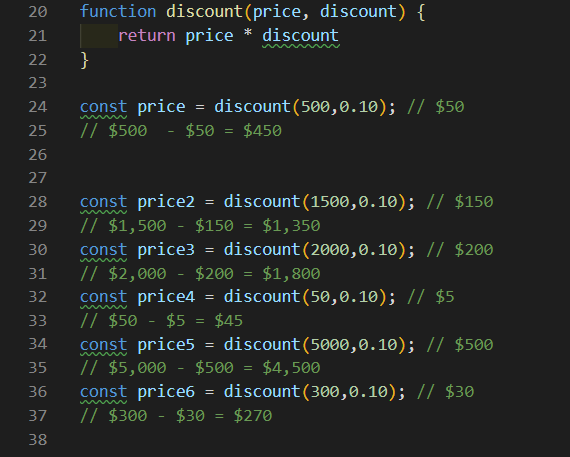 20 function discount(price, discount) {
21     return price * discount
22 }
23
24 const price = discount(500,0.10); // $50
25 // $500  - $50 = $450
26
27
28 const price2 = discount(1500,0.10); // $150
29 // $1,500 - $150 = $1,350
30 const price3 = discount(2000,0.10); // $200
31 // $2,000 - $200 = $1,800
32 const price4 = discount(50,0.10); // $5
33 // $50 - $5 = $45
34 const price5 = discount(5000,0.10); // $500
35 // $5,000 - $500 = $4,500
36 const price6 = discount(300,0.10); // $30
37 // $300 - $30 = $270
38